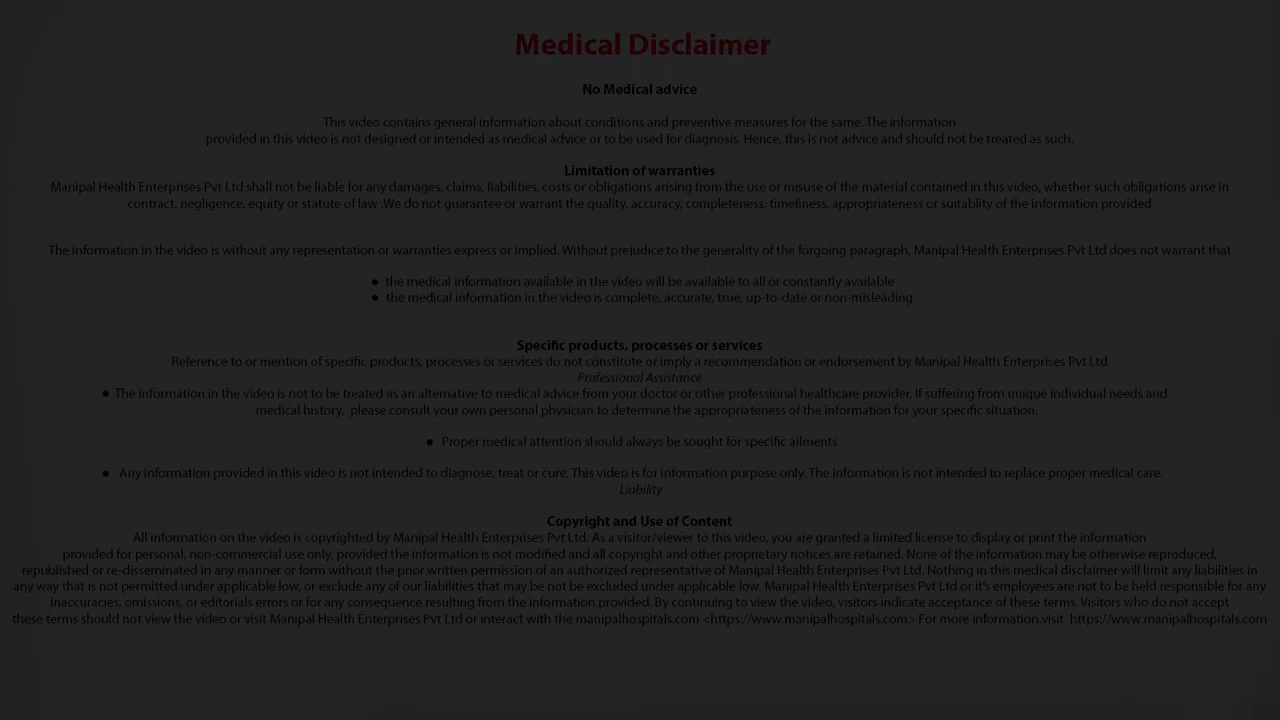 Medical Disclaimer
No Medical advice
This video contains general information about conditions and preventive measures for the same. The information
provided in this video is not designed or intended as medical advice or to be used for diagnosis. Hence, this is not advice and should not be treated as such.
Limitation of warranties
Manipal Health Enterprises Pvt Ltd shall not be liable for any damages, claims, liabilities, costs or obligations arising from the use or misuse of the material contained in this video, whether such obligations arise in
contract, negligence, equity or statute of law .We do not guarantee or warrant the quality, accuracy, completeness, timeliness, appropriateness or suitablity of the information provided
The information in the video is without any representation or warranties express or implied. Without prejudice to the generality of the forgoing paragraph, Manipal Health Enterprises Pvt Ltd does not warrant that
● the medical information available in the video will be available to all or constantly available
● the medical information in the video is complete, accurate, true, up-to-date or non-misleading
Specific products, processes or services
Reference to or mention of specific products, processes or services do not constitute or imply a recommendation or endorsement by Manipal Health Enterprises Pvt Ltd
Professional Assistance
● The information in the video is not to be treated as an alternative to medical advice from your doctor or other professional healthcare provider. If suffering from unique individual needs and
medical history, please consult your own personal physician to determine the appropriateness of the information for your specific situation.
● Proper medical attention should always be sought for specific ailments
● Any information provided in this video is not intended to diagnose, treat or cure. This video is for information purpose only. The information is not intended to replace proper medical care.
Liability
Copyright and Use of Content
All information on the video is copyrighted by Manipal Health Enterprises Pvt Ltd. As a visitor/viewer to this video, you are granted a limited license to display or print the information
provided for personal, non-commercial use only, provided the information is not modified and all copyright and other proprietary notices are retained. None of the information may be otherwise reproduced,
republished or re-disseminated in any manner or form without the prior written permission of an authorized representative of Manipal Health Enterprises Pvt Ltd. Nothing in this medical disclaimer will limit any liabilities in
any way that is not permitted under applicable low, or exclude any of our liabilities that may be not be excluded under applicable low. Manipal Health Enterprises Pvt Ltd or it's employees are not to be held responsible for any
inaccuracies, omissions, or editorials errors or for any consequence resulting from the information provided. By continuing to view the video, visitors indicate acceptance of these terms. Visitors who do not accept
these terms should not view the video or visit Manipal Health Enterprises Pvt Ltd or interact with the manipalhospitals.com <https://www.manipalhospitals.com> For more information.visit https://www.manipalhospitals.com